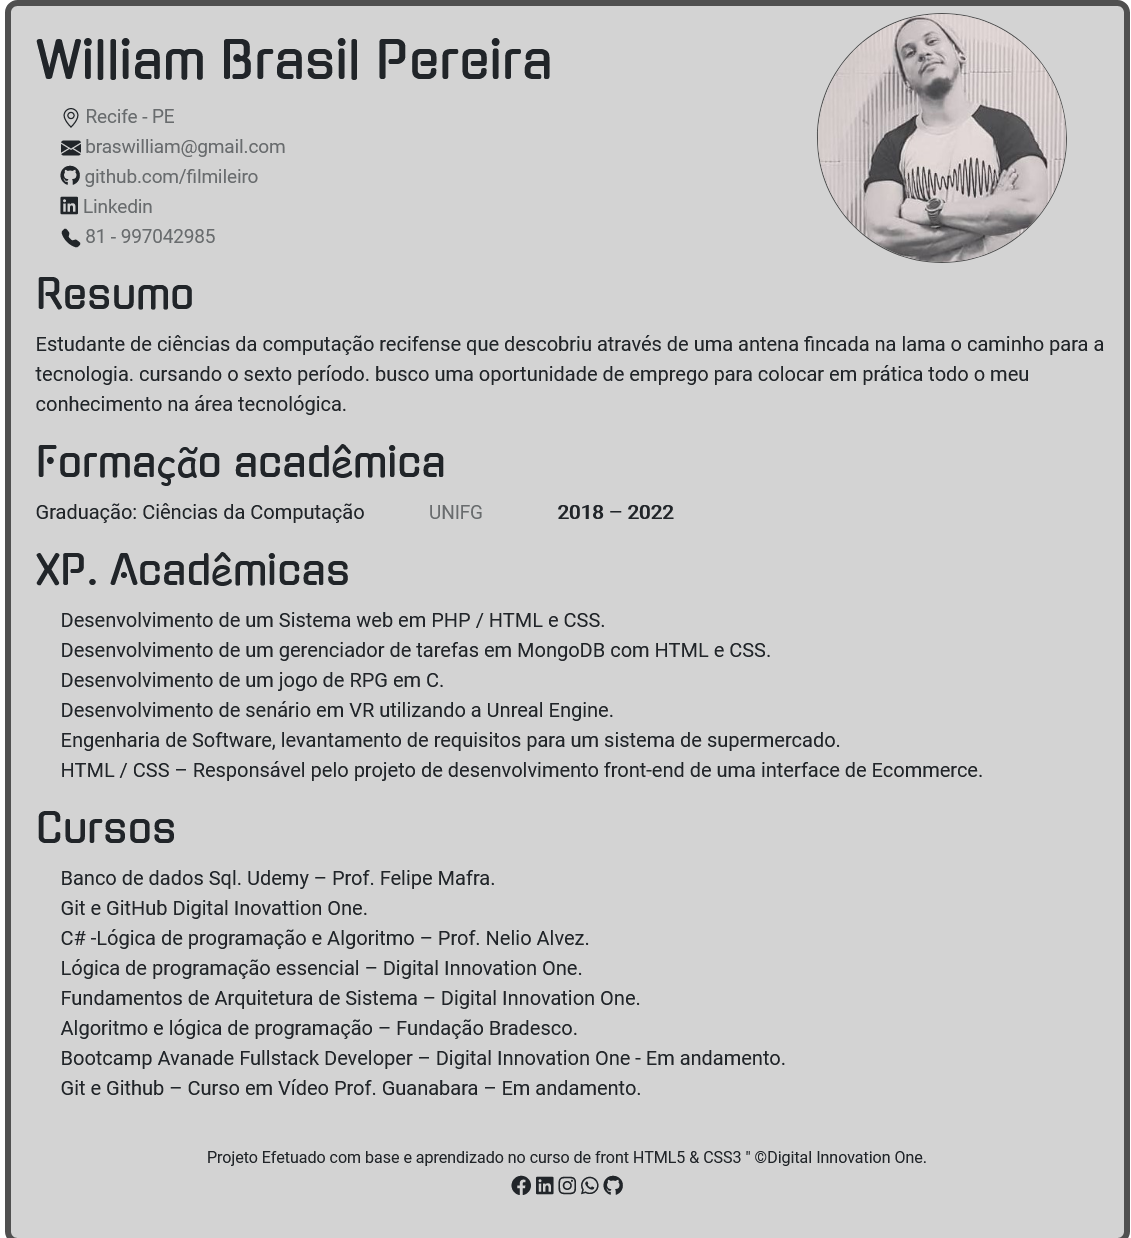 William Brasil Pereira
Recife - PE
braswilliam@gmail.com
github.com/filmileiro
Linkedin
81 - 997042985
Resumo
Estudante de ciências da computação recifense que descobriu através de uma antena fincada na lama o caminho para a
tecnologia. cursando o sexto período. busco uma oportunidade de emprego para colocar em prática todo o meu
conhecimento na área tecnológica.
Formação acadêmica
Graduação: Ciências da Computação UNIFG 2018 – 2022
XP. Acadêmicas
Desenvolvimento de um Sistema web em PHP / HTML e CSS.
Desenvolvimento de um gerenciador de tarefas em MongoDB com HTML e CSS.
Desenvolvimento de um jogo de RPG em C.
Desenvolvimento de senário em VR utilizando a Unreal Engine.
Engenharia de Software, levantamento de requisitos para um sistema de supermercado.
HTML / CSS – Responsável pelo projeto de desenvolvimento front-end de uma interface de Ecommerce.
Cursos
Banco de dados Sql. Udemy – Prof. Felipe Mafra.
Git e GitHub Digital Inovattion One.
C# -Lógica de programação e Algoritmo – Prof. Nelio Alvez.
Lógica de programação essencial – Digital Innovation One.
Fundamentos de Arquitetura de Sistema – Digital Innovation One.
Algoritmo e lógica de programação – Fundação Bradesco.
Bootcamp Avanade Fullstack Developer – Digital Innovation One - Em andamento.
Git e Github – Curso em Vídeo Prof. Guanabara – Em andamento.
Projeto Efetuado com base e aprendizado no curso de front HTML5 & CSS3 " ©Digital Innovation One.